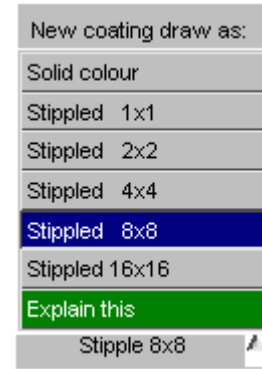 New coating draw as:
Solid colour
Stippled 1x1
Stippled 2x2
Stippled 4x4
Stippled 8x8
Stippled 16x16
Explain this
Stipple 8x8